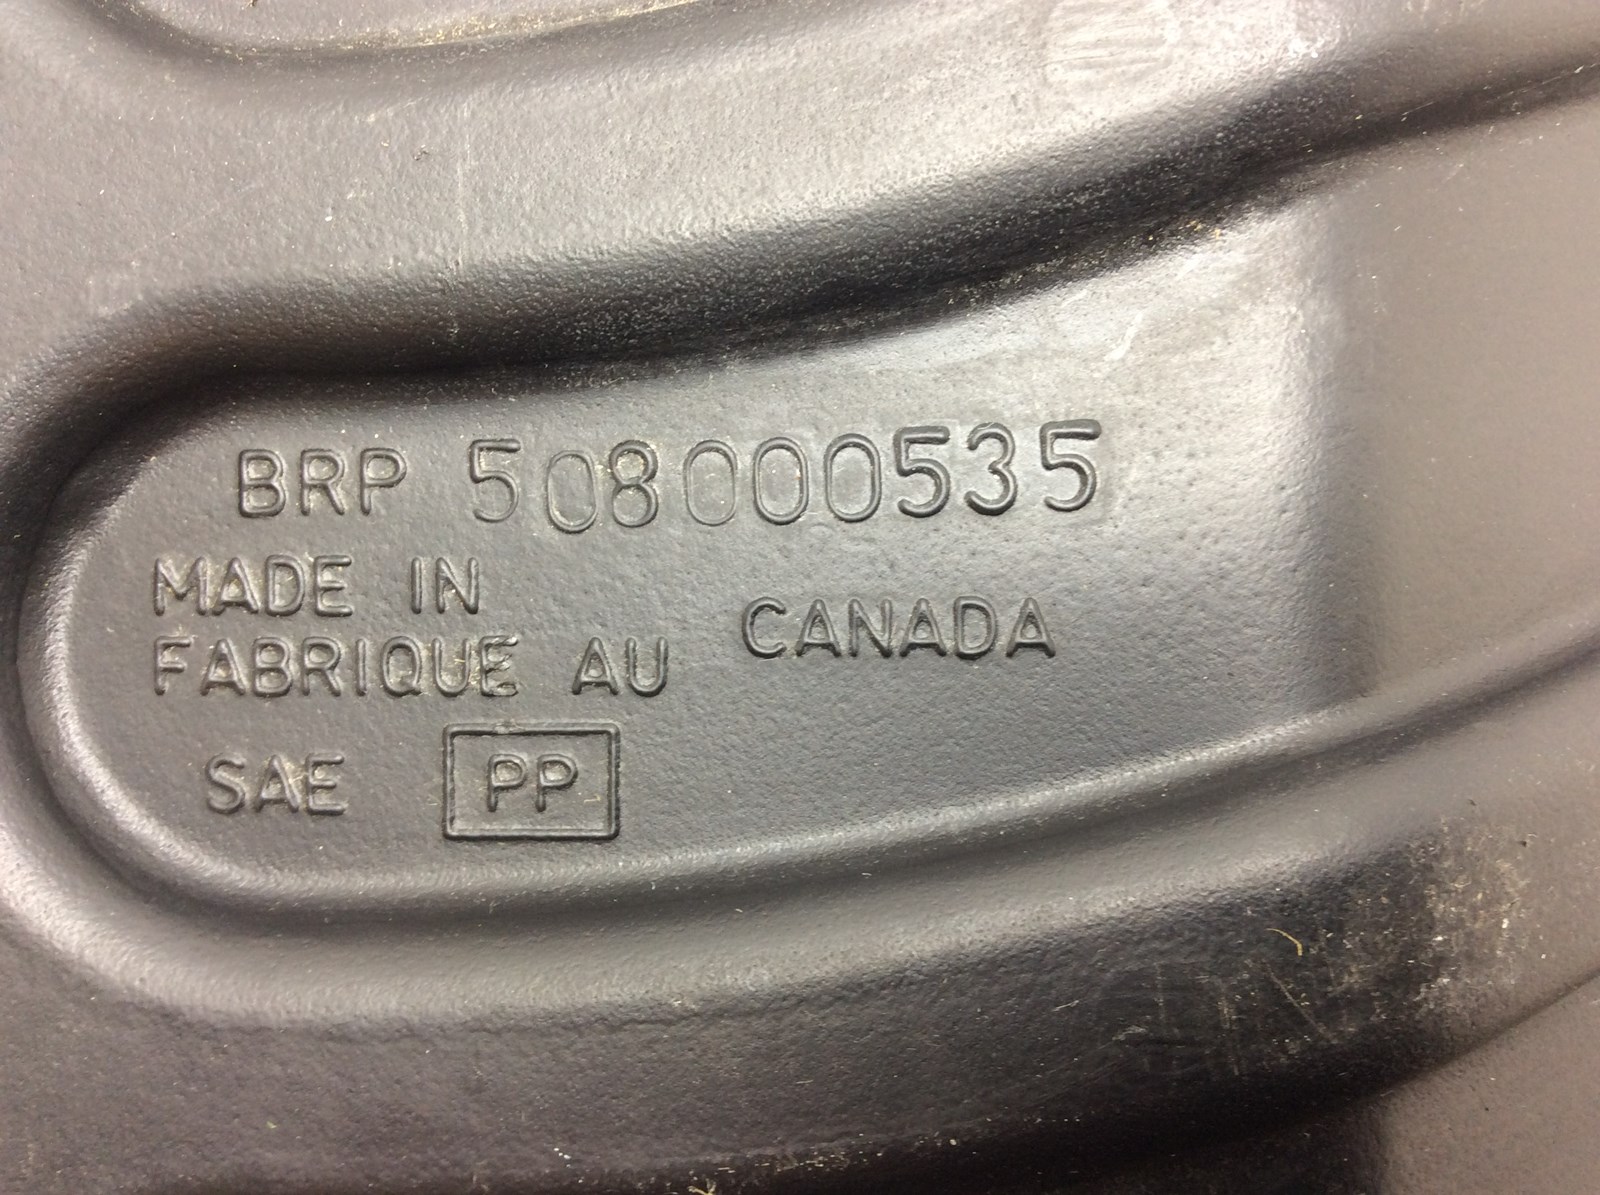 BRP 508000535
MADE IN
FABRIQUE AU
CANADA
SAE PP